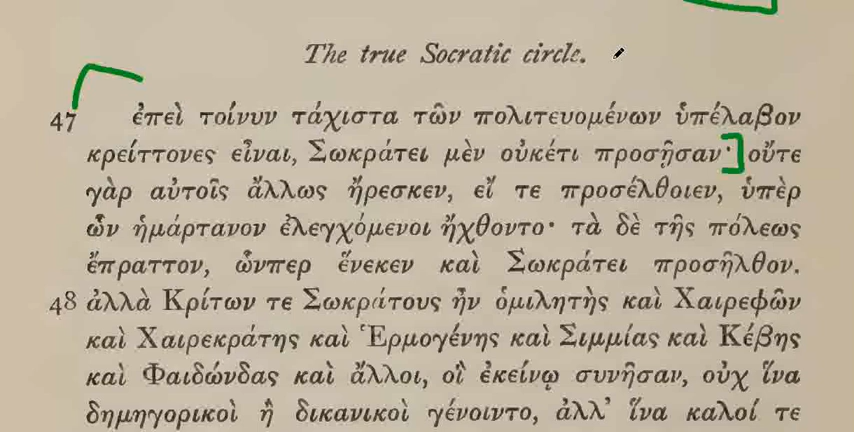 The true Socratic circle.
47 ἐπεὶ τοίνυν τάχιστα τῶν πολιτευομένων ὑπέλαβον
κρείττονες εἶναι, Σωκράτει μὲν οὐκέτι προσῇσαν· οὔτε
γὰρ αὐτοῖς ἄλλως ἤρεσκεν, εἴ τε προσέλθοιεν, ὑπὲρ
ὧν ἡμάρτανον ἐλεγχόμενοι ἤχθοντο· τὰ δὲ τῆς πόλεως
ἔπραττον, ὧνπερ ἕνεκεν καὶ Σωκράτει προσῆλθον.
48 ἀλλὰ Κρίτων τε Σωκράτους ἦν ὁμιλητὴς καὶ Χαιρεφῶν
καὶ Χαιρεκράτης καὶ Ἑρμογένης καὶ Σιμμίας καὶ Κέβης
καὶ Φαιδώνδας καὶ ἄλλοι, οἳ ἐκείνῳ συνῆσαν, οὐχ ἵνα
δημηγορικοὶ ἢ δικανικοὶ γένοιντο, ἀλλ' ἵνα καλοί τε